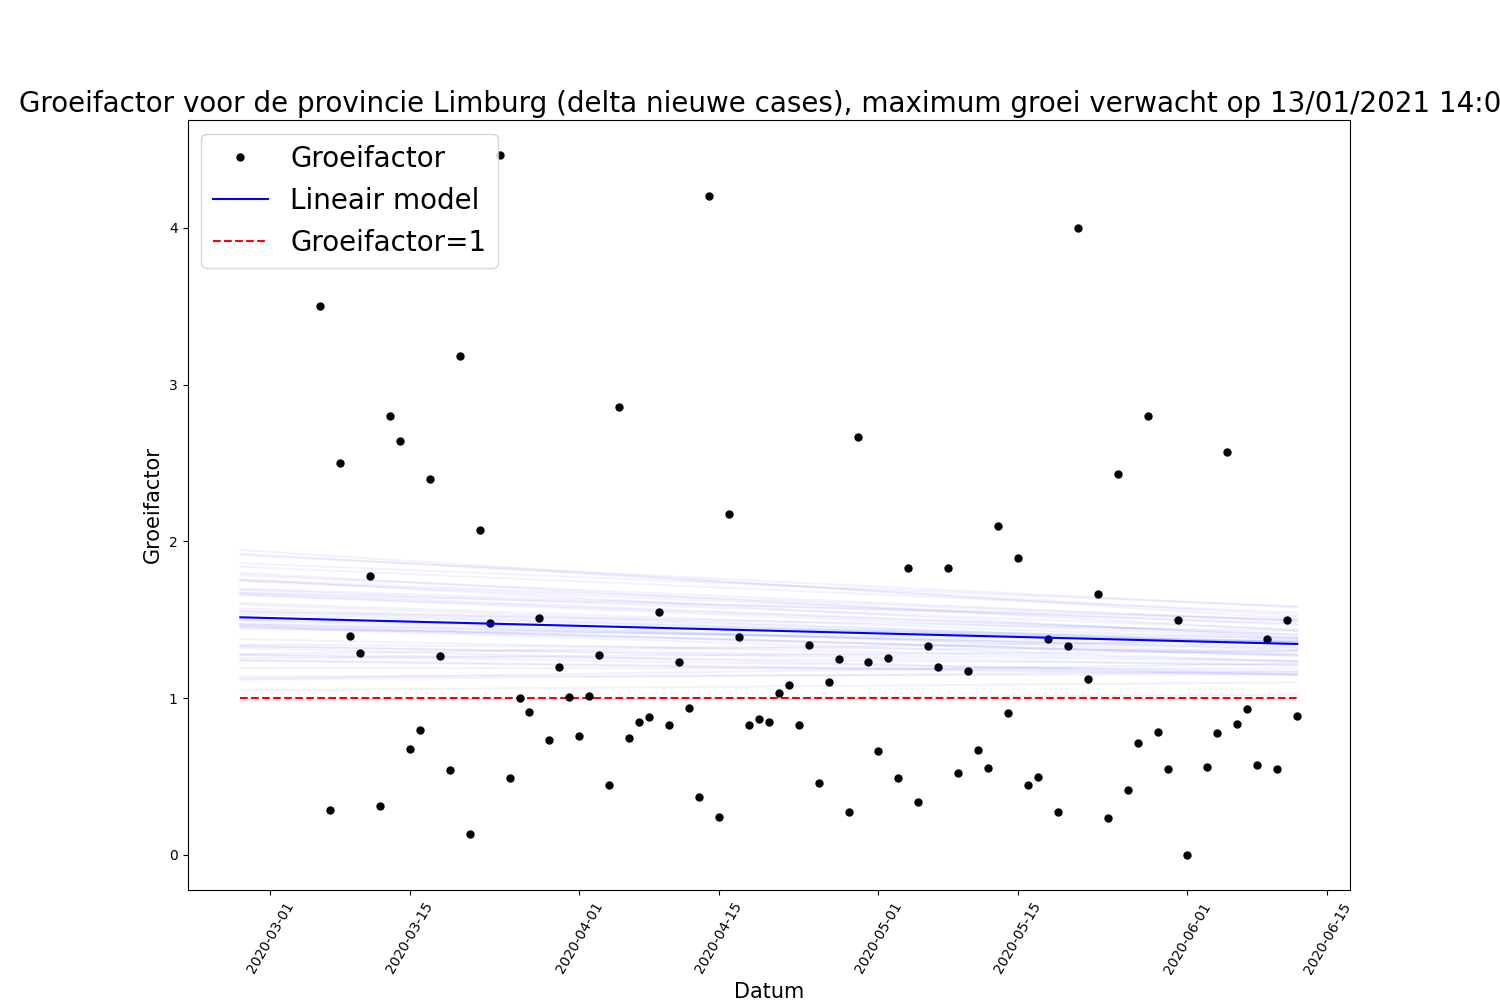 Groeifactor voor de provincie Limburg (delta nieuwe cases), maximum groei verwacht op 13/01/2021 14:0
Groeifactor
Lineair model
Groeifactor=1
4
3
2
1
0
Groeifactor
2020-03-01
2020-03-15
2020-04-01
2020-04-15
2020-05-01
2020-05-15
2020-06-01
2020-06-15
Datum